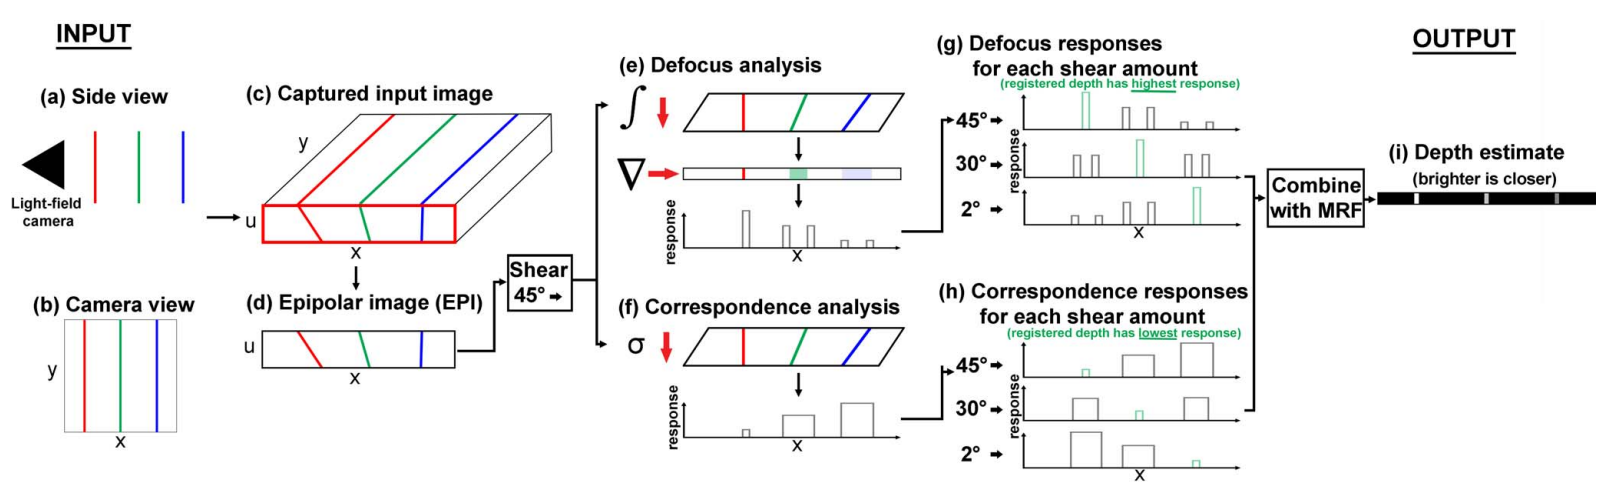 INPUT
(a) Side view
Light-field
camera
(b) Camera view
y
x
(c) Captured input image
y
u
x
(d) Epipolar image (EPI)
u
x
Shear
45°
(e) Defocus analysis
∫
∇
response
x
(f) Correspondence analysis
σ
response
x
(g) Defocus responses
for each shear amount
(registered depth has highest response)
45°
30°
2°
response
x
(h) Correspondence responses
for each shear amount
(registered depth has lowest response)
45°
30°
2°
response
x
Combine
with MRF
OUTPUT
(i) Depth estimate
(brighter is closer)